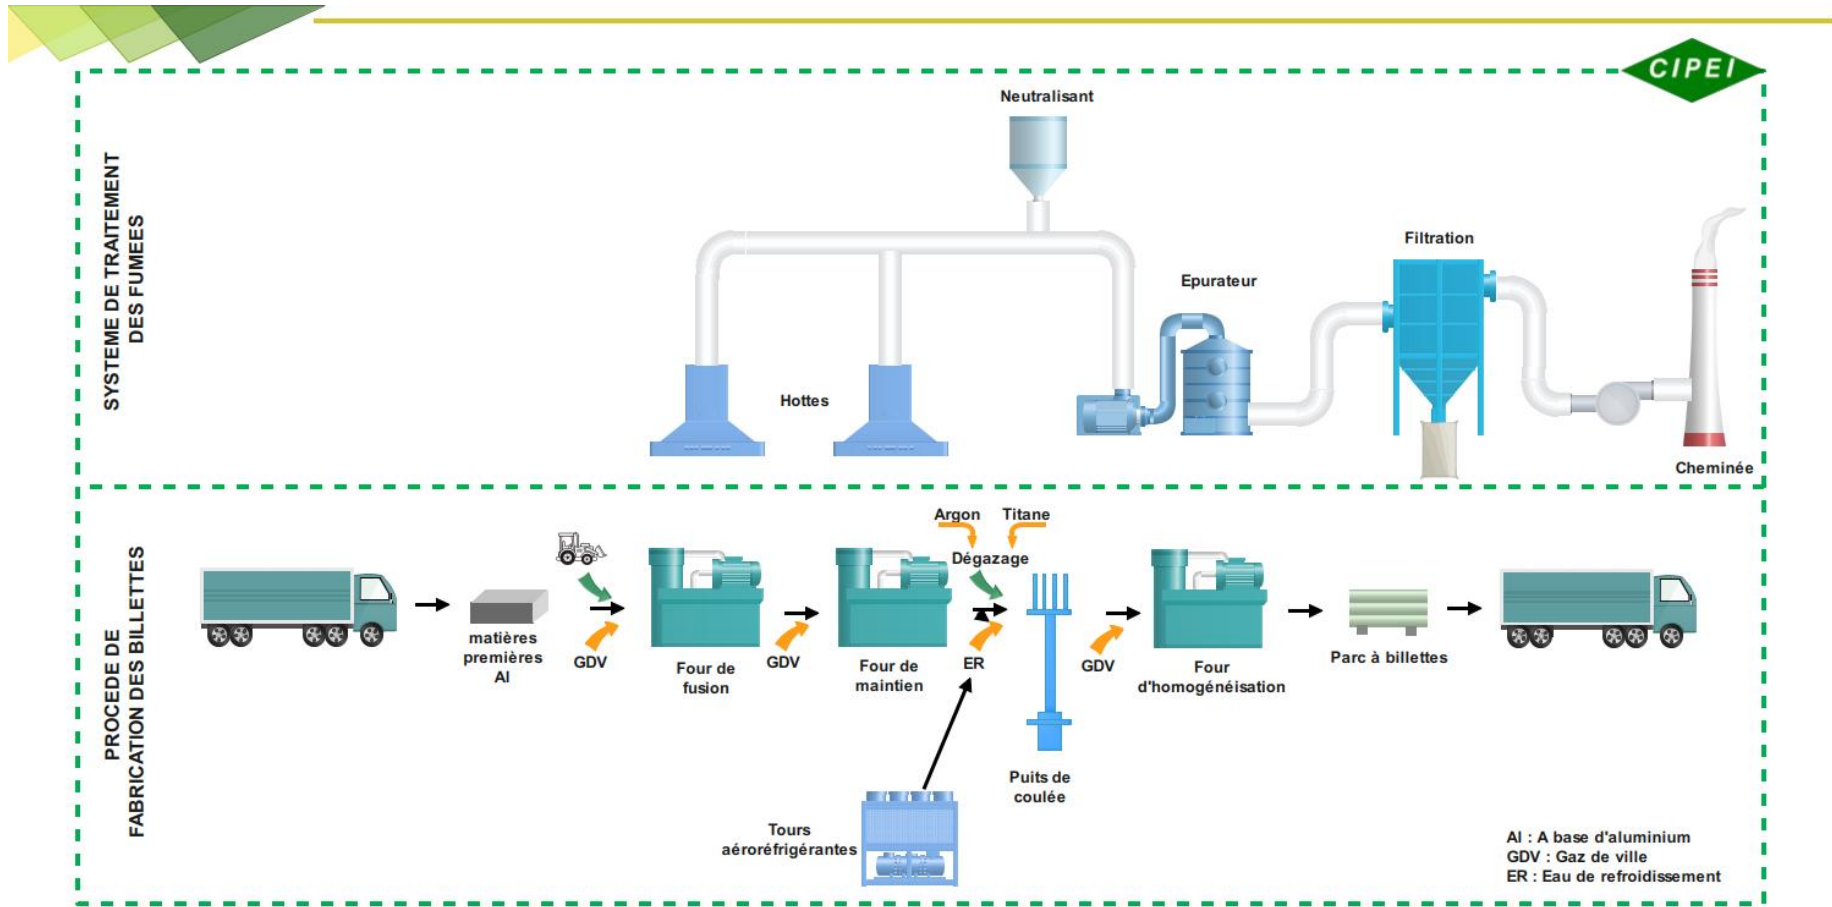 CIPEI
SYSTEME DE TRAITEMENT
DES FUMEES
Neutralisant
Filtration
Epurateur
Hottes
Cheminée
PROCEDE DE
FABRICATION DES BILLETTES
Argon
Titane
Dégazage
matières
premières
Al
GDV
Four de
fusion
GDV
Four de
maintien
ER
GDV
Four
d'homogénéisation
Parc à billettes
Puits de
coulée
Tours
aéroréfrigérantes
Al : A base d'aluminium
GDV : Gaz de ville
ER : Eau de refroidissement